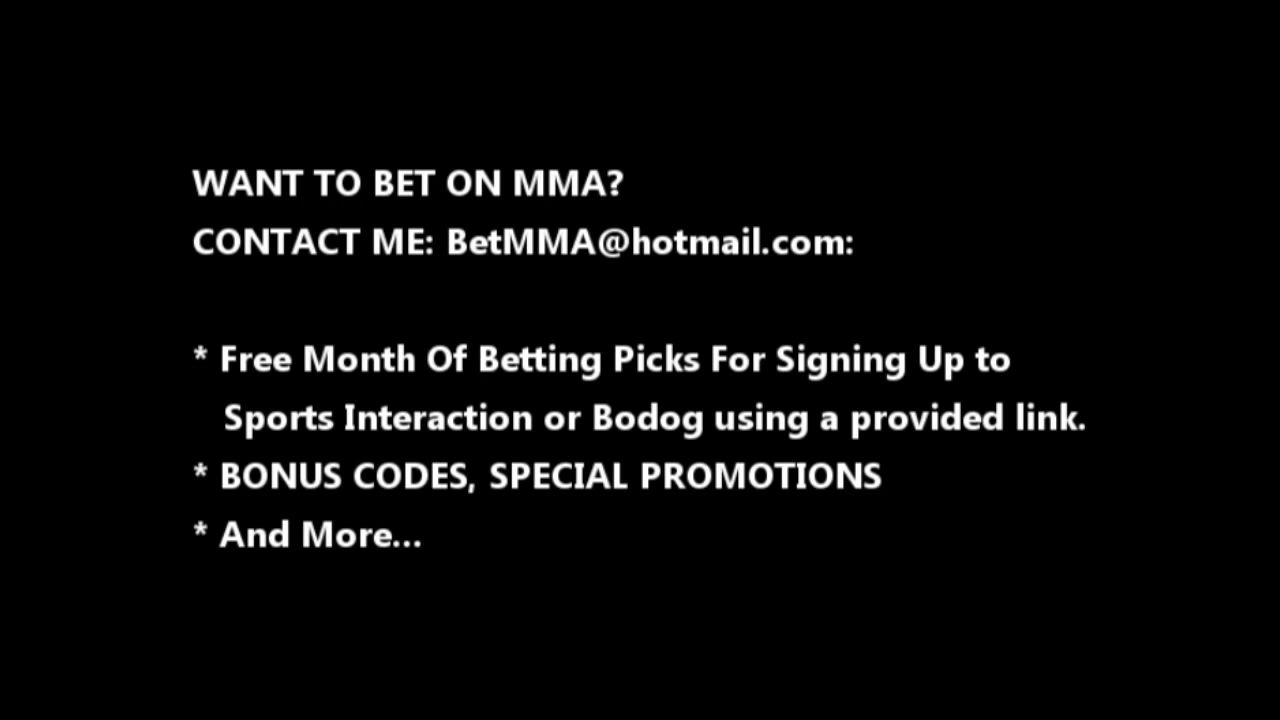 WANT TO BET ON MMA?
CONTACT ME: BetMMA@hotmail.com:
* Free Month Of Betting Picks For Signing Up to
Sports Interaction or Bodog using a provided link.
* BONUS CODES, SPECIAL PROMOTIONS
* And More...